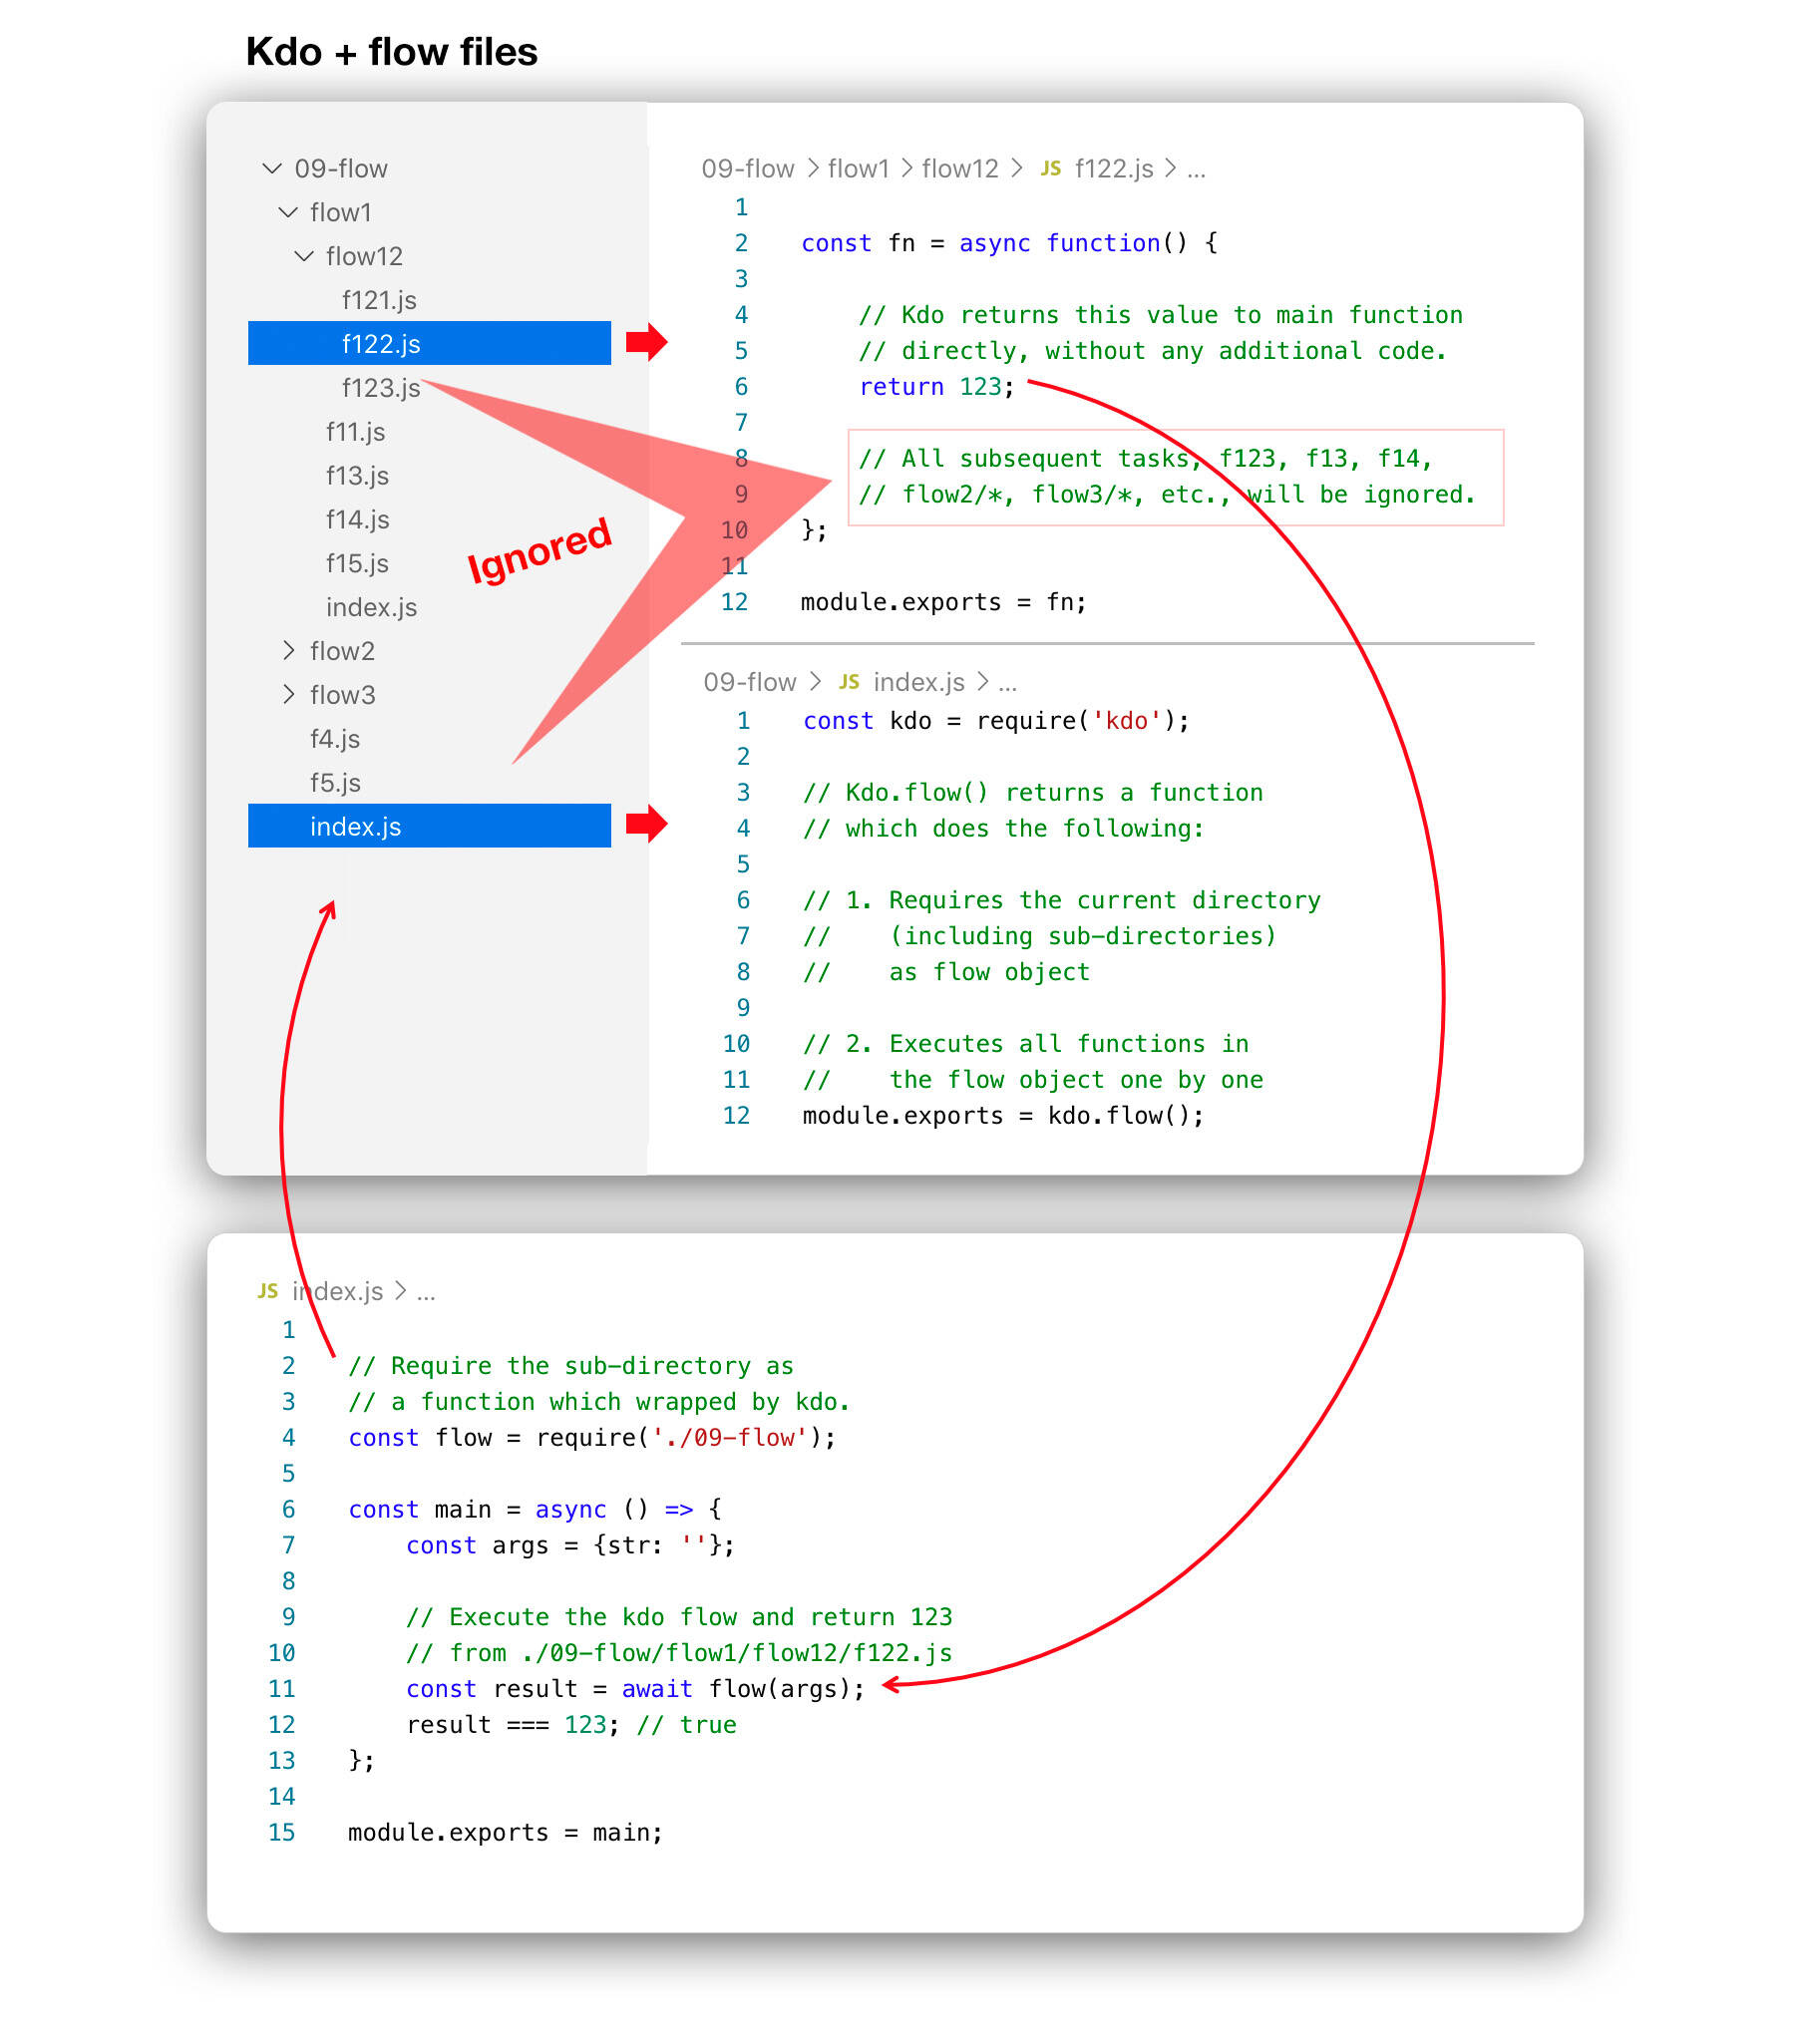 Kdo + flow files
09-flow
flow1
flow12
f121.js
f122.js
f123.js
f11.js
f13.js
f14.js
f15.js
index.js
flow2
flow3
f4.js
f5.js
index.js
Ignored
09-flow > flow1 > flow12 > JS f122.js > ...
1
2 const fn = async function() {
3
4 // Kdo returns this value to main function
5 // directly, without any additional code.
6 return 123;
7
8 // All subsequent tasks, f123, f13, f14,
9 // flow2/*, flow3/*, etc., will be ignored.
10 };
11
12 module.exports = fn;
09-flow > JS index.js > ...
1 const kdo = require('kdo');
2
3 // Kdo.flow() returns a function
4 // which does the following:
5
6 // 1. Requires the current directory
7 // (including sub-directories)
8 // as flow object
9
10 // 2. Executes all functions in
11 // the flow object one by one
12 module.exports = kdo.flow();
JS index.js > ...
1
2 // Require the sub-directory as
3 // a function which wrapped by kdo.
4 const flow = require('./09-flow');
5
6 const main = async () => {
7 const args = {str: ''};
8
9 // Execute the kdo flow and return 123
10 // from ./09-flow/flow1/flow12/f122.js
11 const result = await flow(args);
12 result === 123; // true
13 };
14
15 module.exports = main;